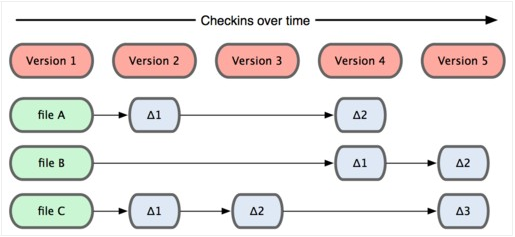 Checkins over time
Version 1 Version 2 Version 3 Version 4 Version 5
file A Δ1 Δ2
file B Δ1 Δ2
file C Δ1 Δ2 Δ3